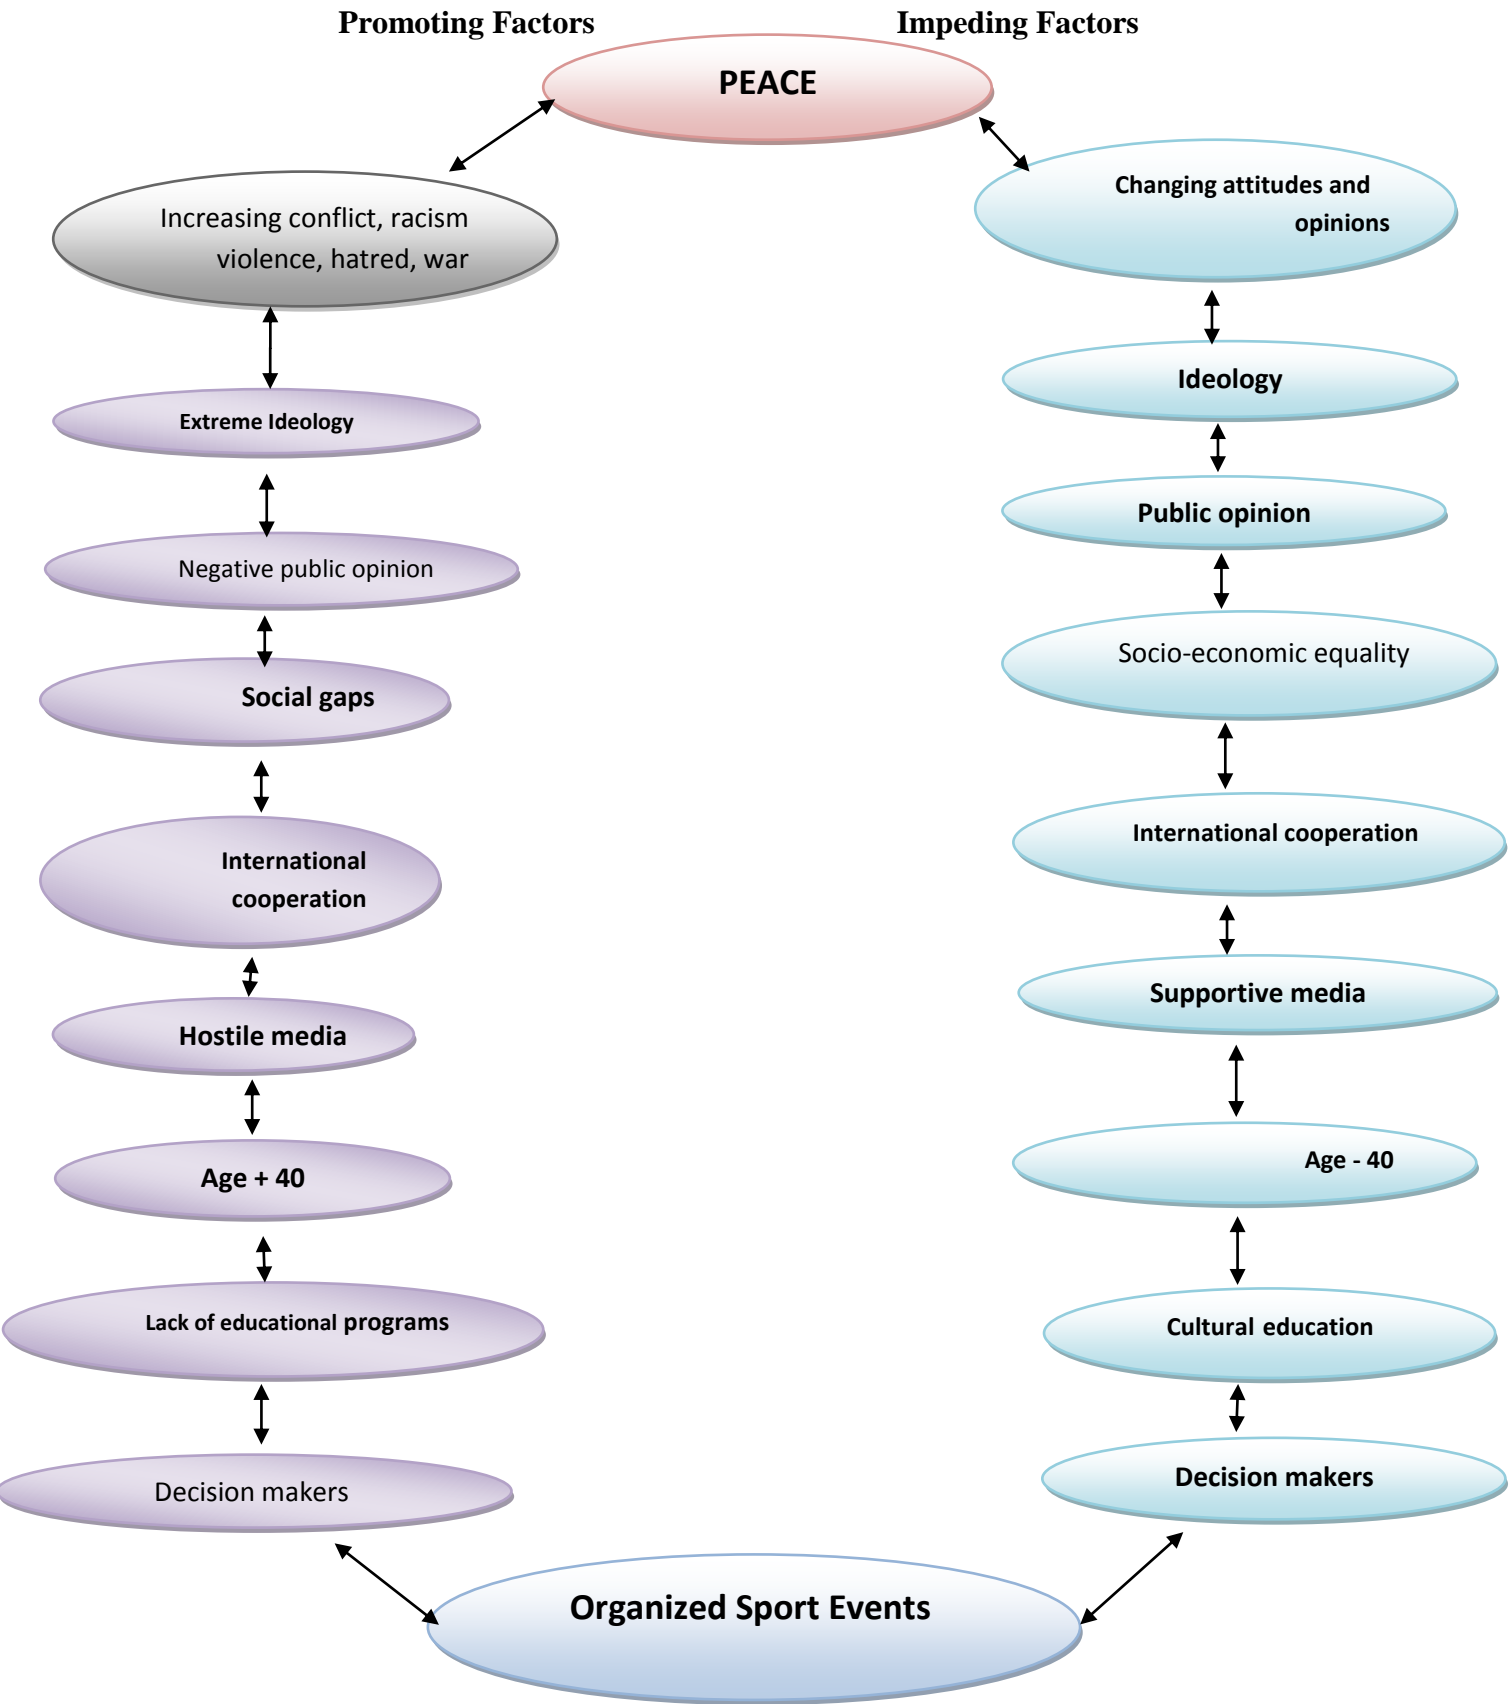 Promoting Factors
Impeding Factors
PEACE
Increasing conflict, racism
violence, hatred, war
Extreme Ideology
Negative public opinion
Social gaps
International
cooperation
Hostile media
Age + 40
Lack of educational programs
Decision makers
Changing attitudes and
opinions
Ideology
Public opinion
Socio-economic equality
International cooperation
Supportive media
Age - 40
Cultural education
Decision makers
Organized Sport Events